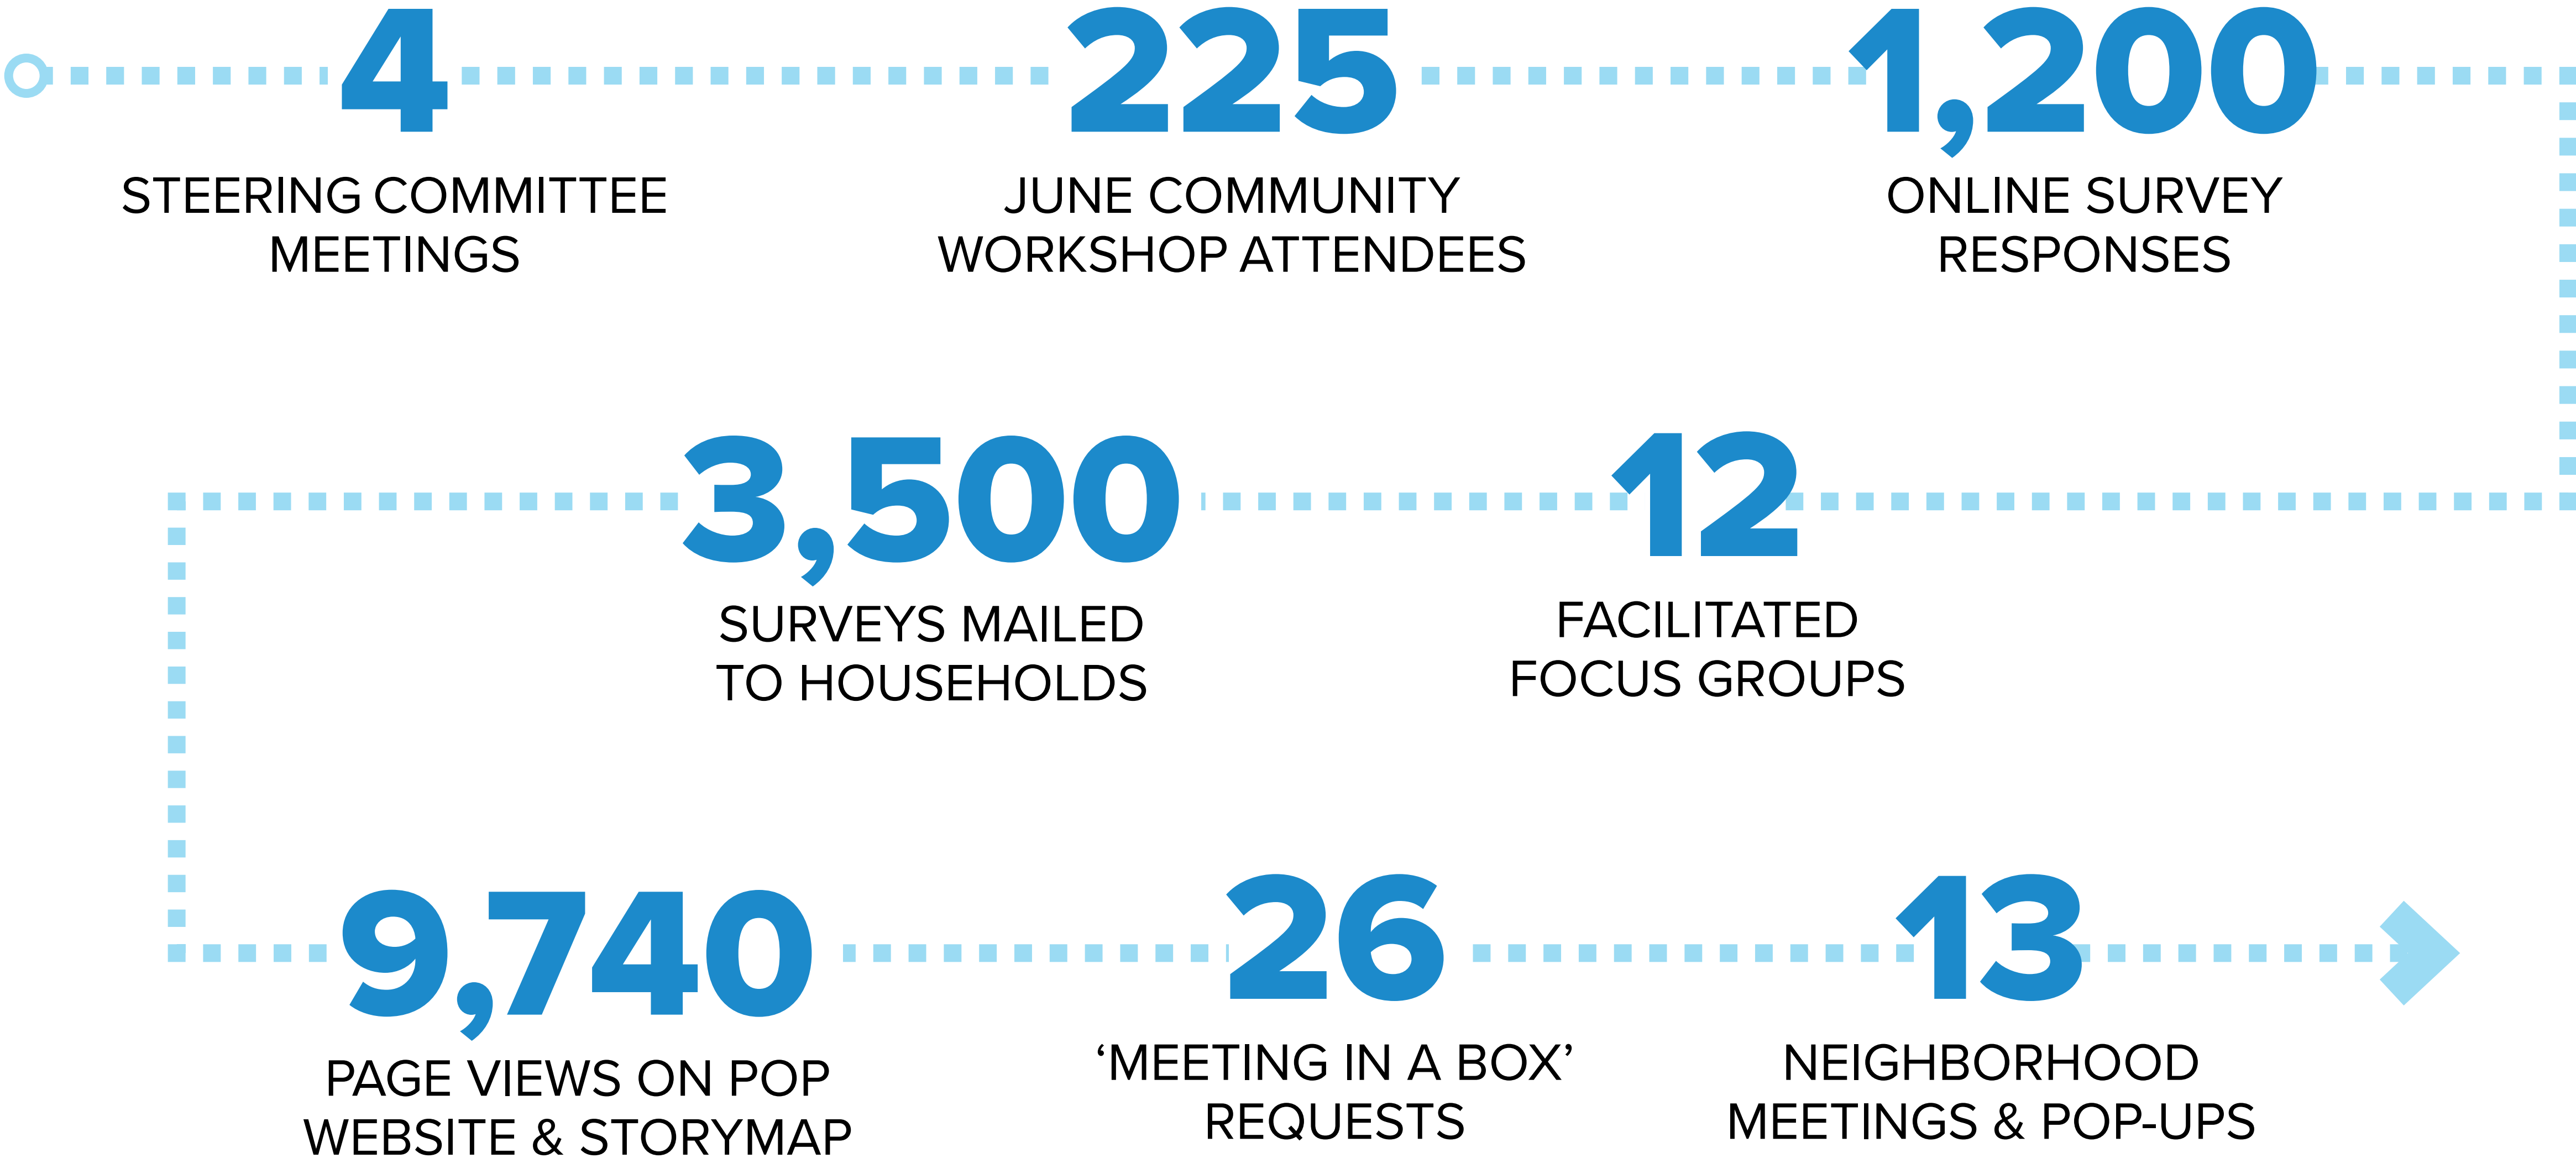 4
STEERING COMMITTEE
MEETINGS
225
JUNE COMMUNITY
WORKSHOP ATTENDEES
1,200
ONLINE SURVEY
RESPONSES
3,500
SURVEYS MAILED
TO HOUSEHOLDS
12
FACILITATED
FOCUS GROUPS
9,740
PAGE VIEWS ON POP
WEBSITE & STORYMAP
26
‘MEETING IN A BOX’
REQUESTS
13
NEIGHBORHOOD
MEETINGS & POP-UPS